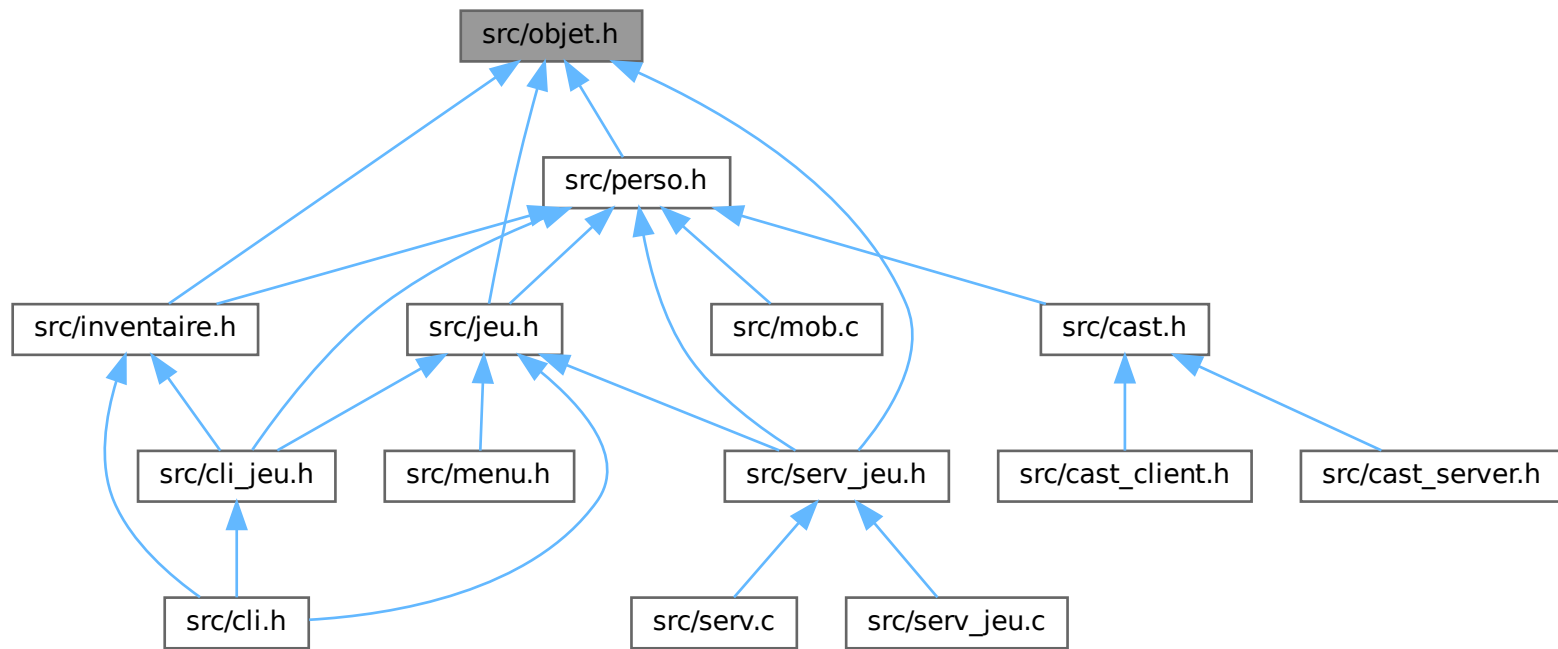 src/objet.h
src/perso.h
src/inventaire.h
src/jeu.h
src/mob.c
src/cast.h
src/cli_jeu.h
src/menu.h
src/serv_jeu.h
src/cast_client.h
src/cast_server.h
src/cli.h
src/serv.c
src/serv_jeu.c